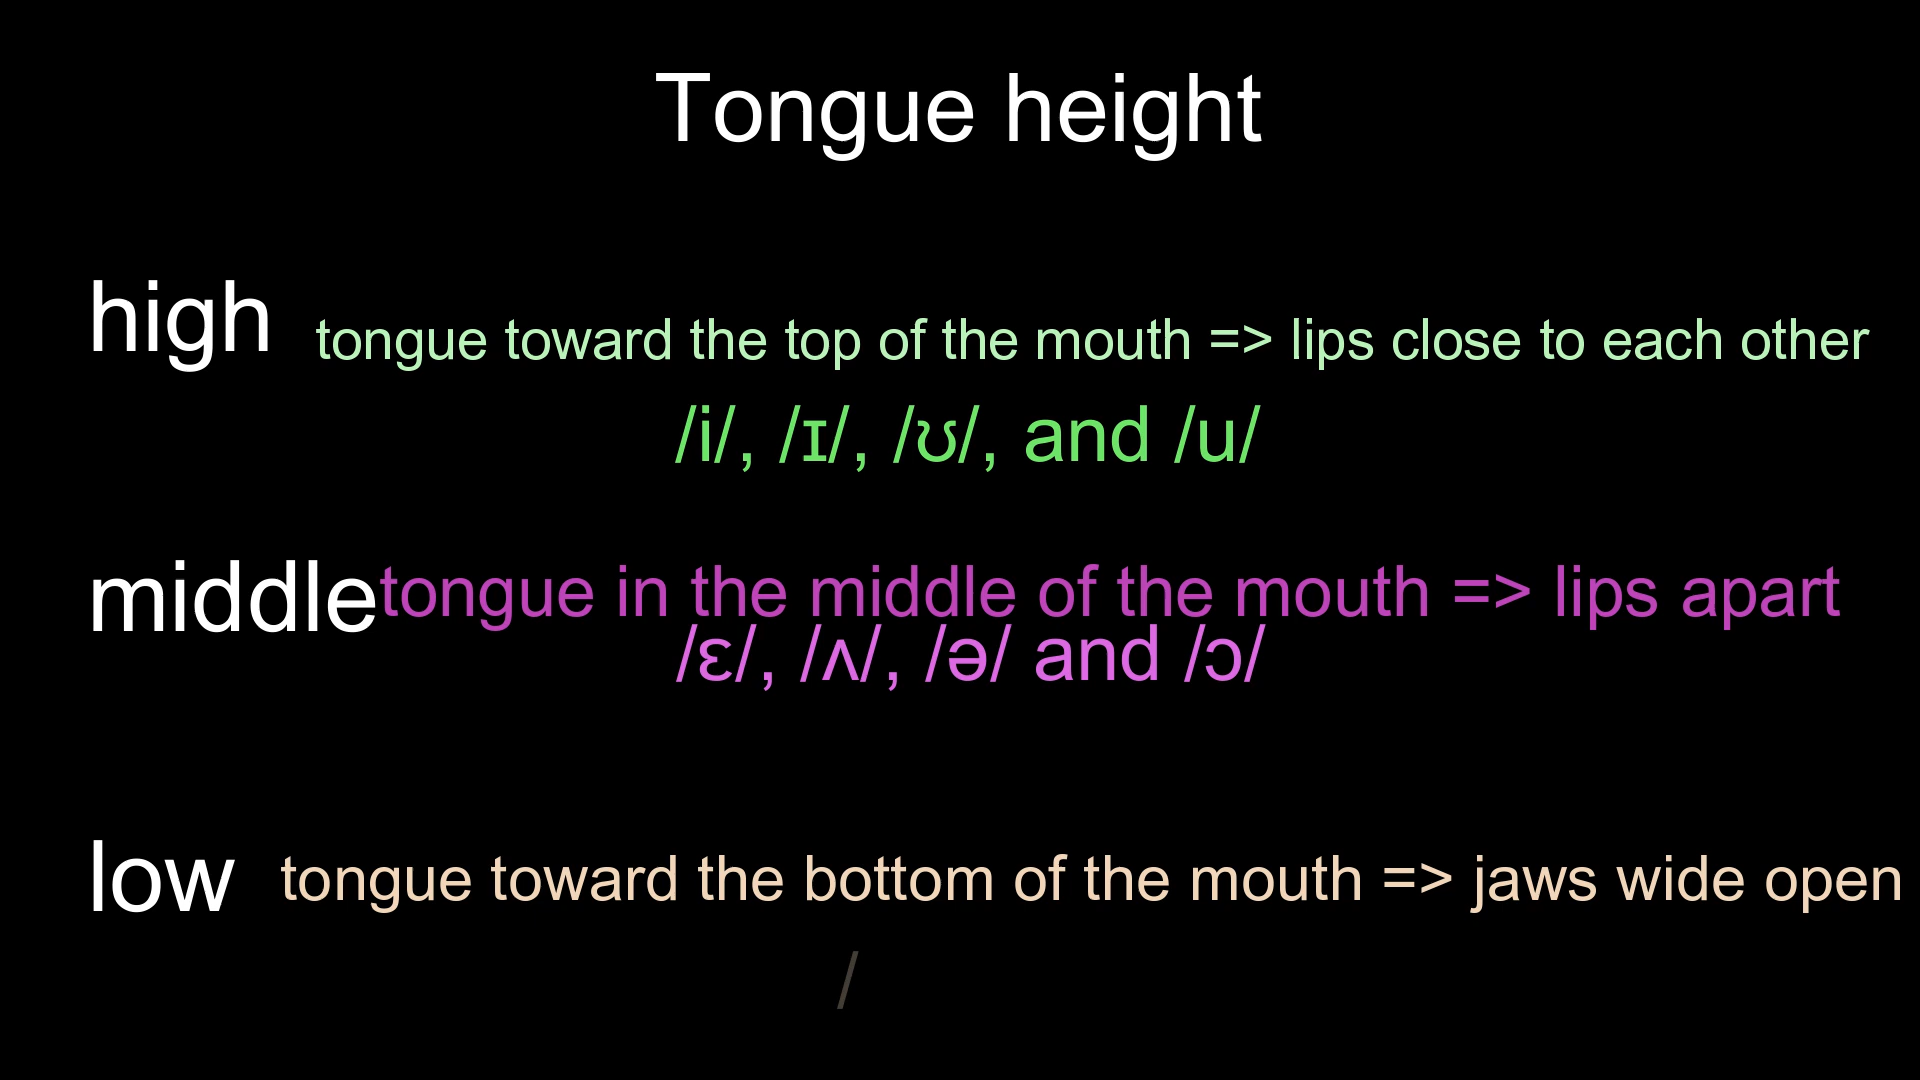 Tongue height
high tongue toward the top of the mouth => lips close to each other
/i/, /ɪ/, /ʊ/, and /u/
middle tongue in the middle of the mouth => lips apart
/ɛ/, /ʌ/, /ə/ and /ɔ/
low tongue toward the bottom of the mouth => jaws wide open
/